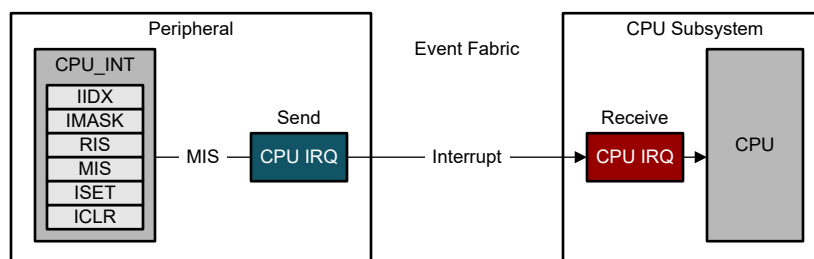 Peripheral
CPU_INT
IIDX
IMASK
RIS
MIS
ISET
ICLR
MIS
Send
CPU IRQ
Event Fabric
Interrupt
CPU Subsystem
Receive
CPU IRQ
CPU